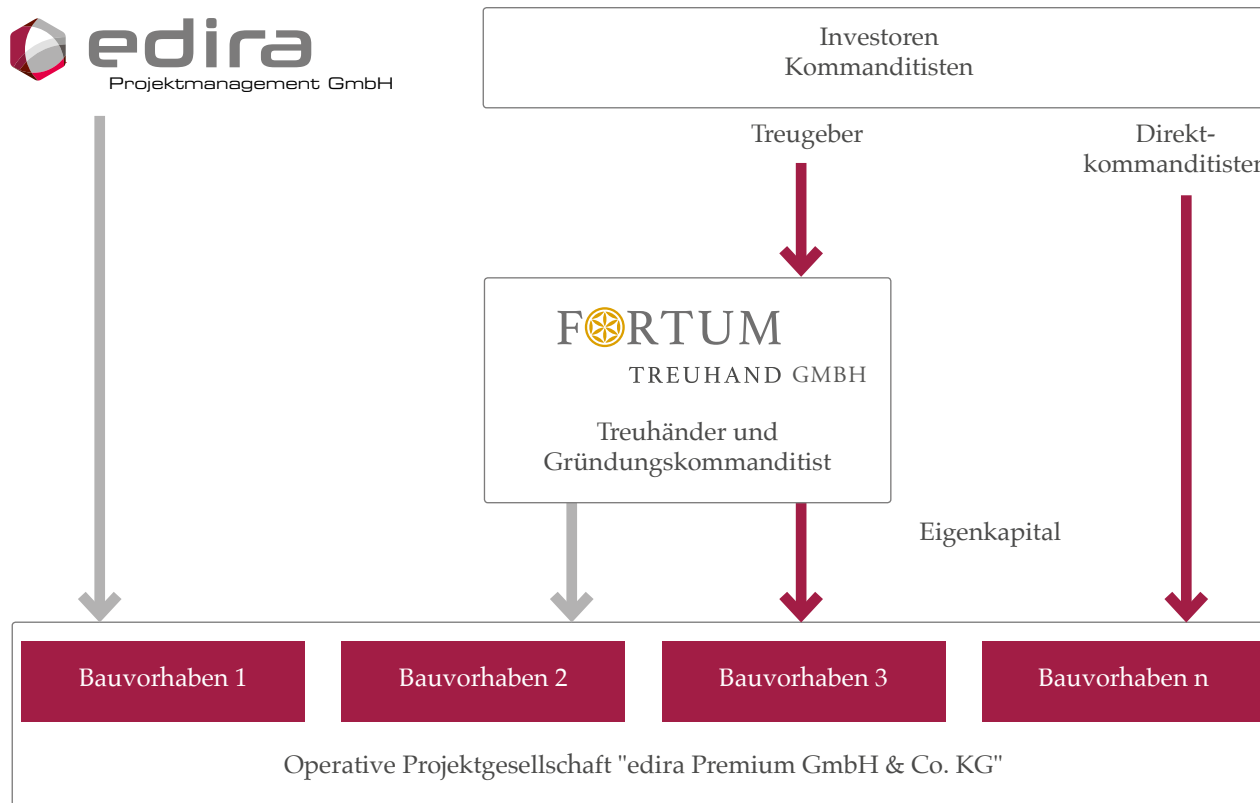 edira
Projektmanagement GmbH
Investoren
Kommanditisten
Treugeber
Direkt-
kommanditisten
FORTUM
TREUHAND GMBH
Treuhänder und
Gründungskommanditist
Eigenkapital
Bauvorhaben 1
Bauvorhaben 2
Bauvorhaben 3
Bauvorhaben n
Operative Projektgesellschaft "edira Premium GmbH & Co. KG"